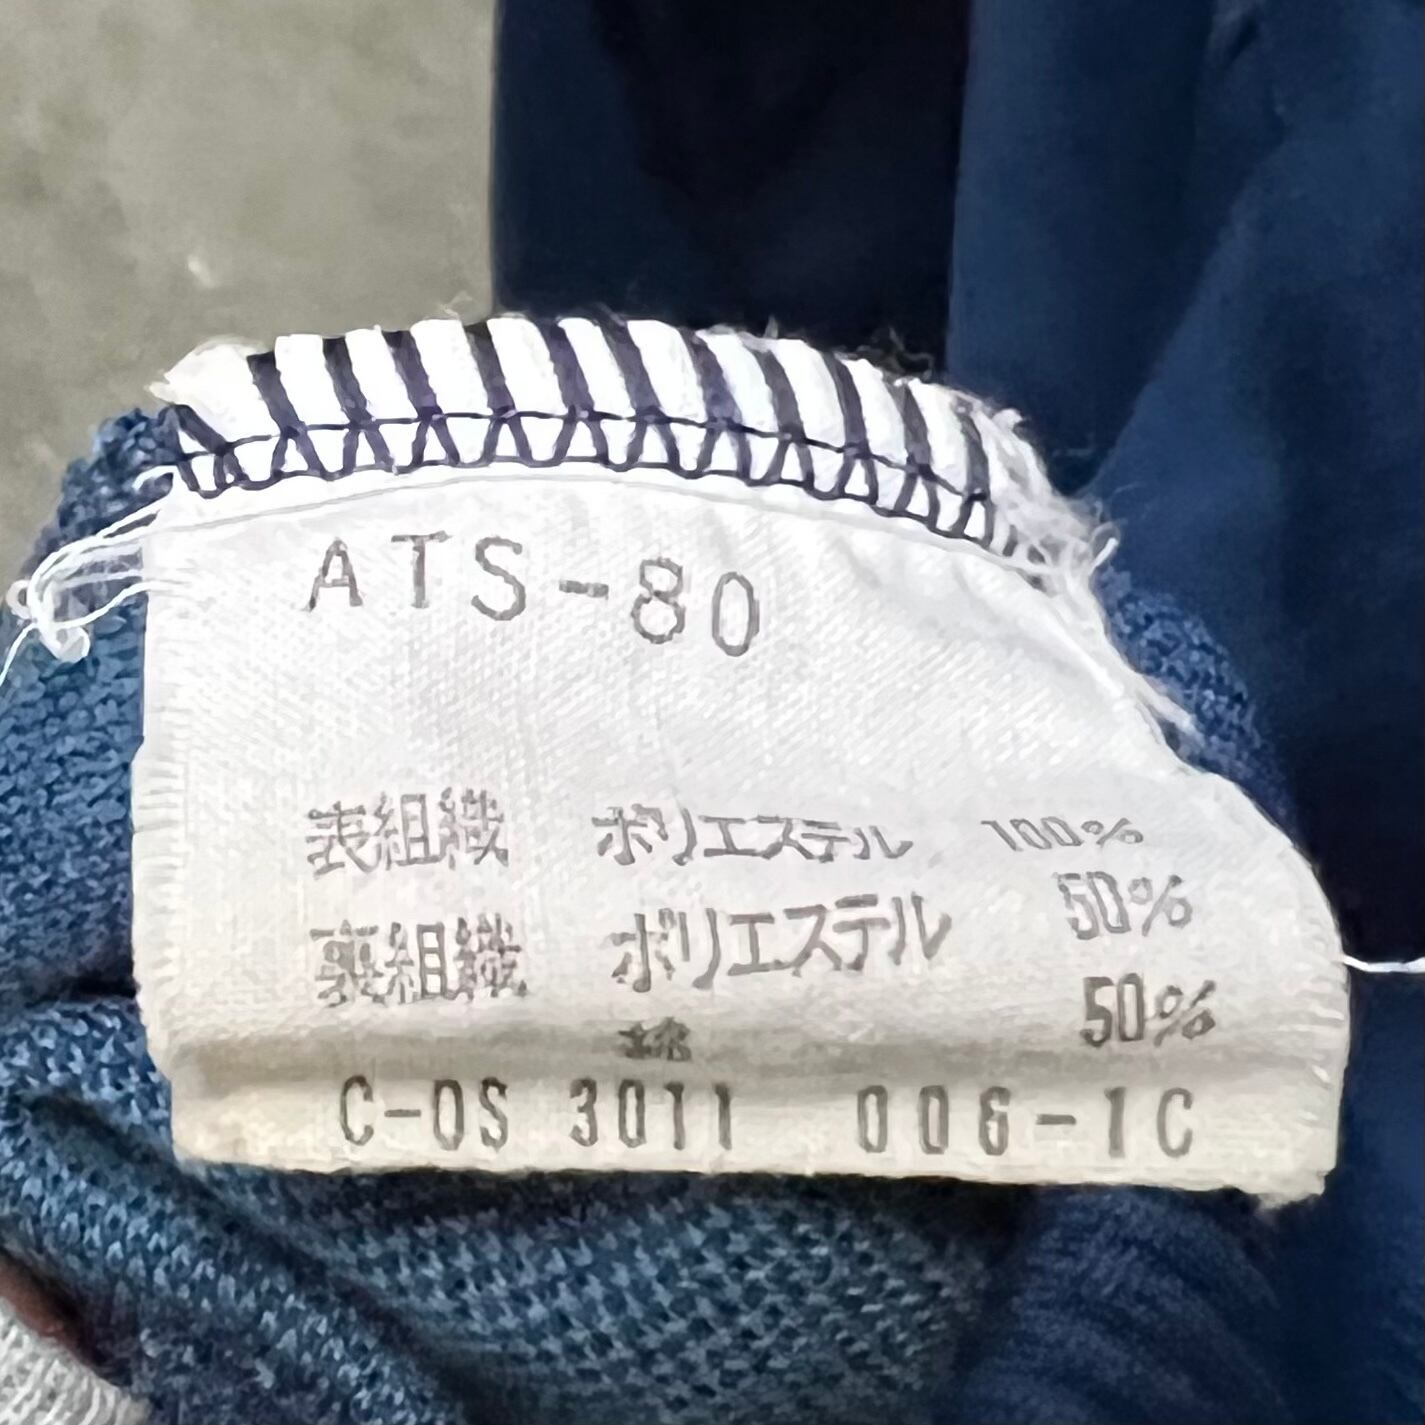 ATS-80
表組織 ポリエステル 100%
裏組織 ポリエステル 50%
綿 50%
C-OS 3011 006-1C